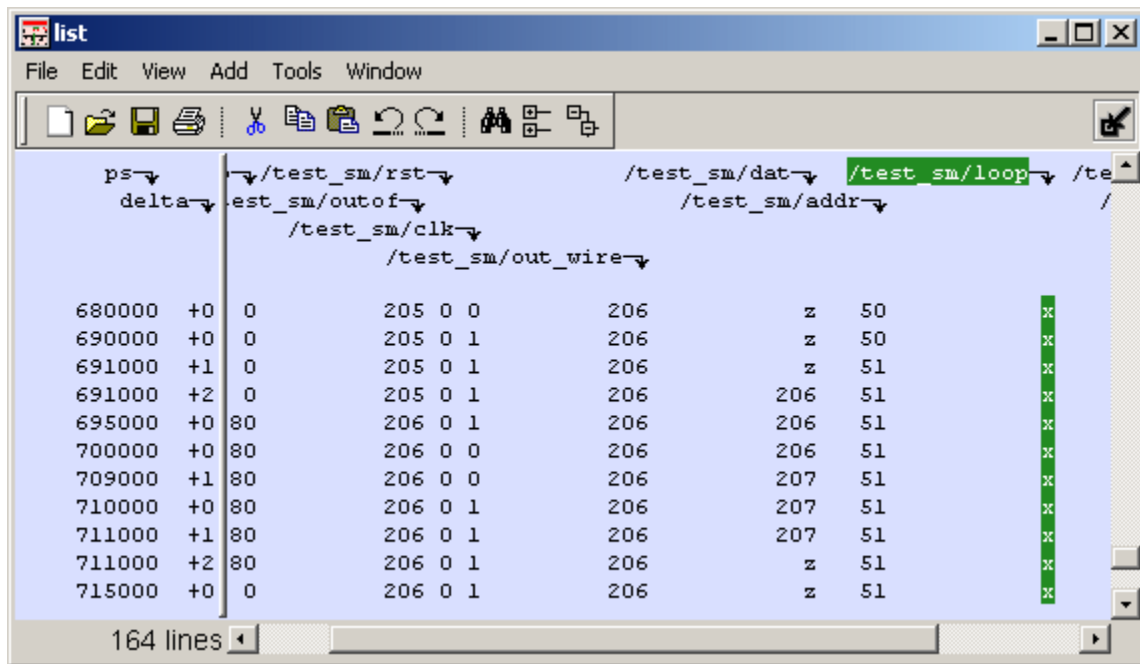 list
File Edit View Add Tools Window
ps /test_sm/rst /test_sm/dat /test_sm/loop /te
delta est_sm/outof /test_sm/addr /
/test_sm/clk
/test_sm/out_wire
680000 +0 0 205 0 0 206 z 50 x
690000 +0 0 205 0 1 206 z 50 x
691000 +1 0 205 0 1 206 z 51 x
691000 +2 0 205 0 1 206 206 51 x
695000 +0 80 206 0 1 206 206 51 x
700000 +0 80 206 0 0 206 206 51 x
709000 +1 80 206 0 0 206 207 51 x
710000 +0 80 206 0 1 206 207 51 x
711000 +1 80 206 0 1 206 207 51 x
711000 +2 80 206 0 1 206 z 51 x
715000 +0 0 206 0 1 206 z 51 x
164 lines